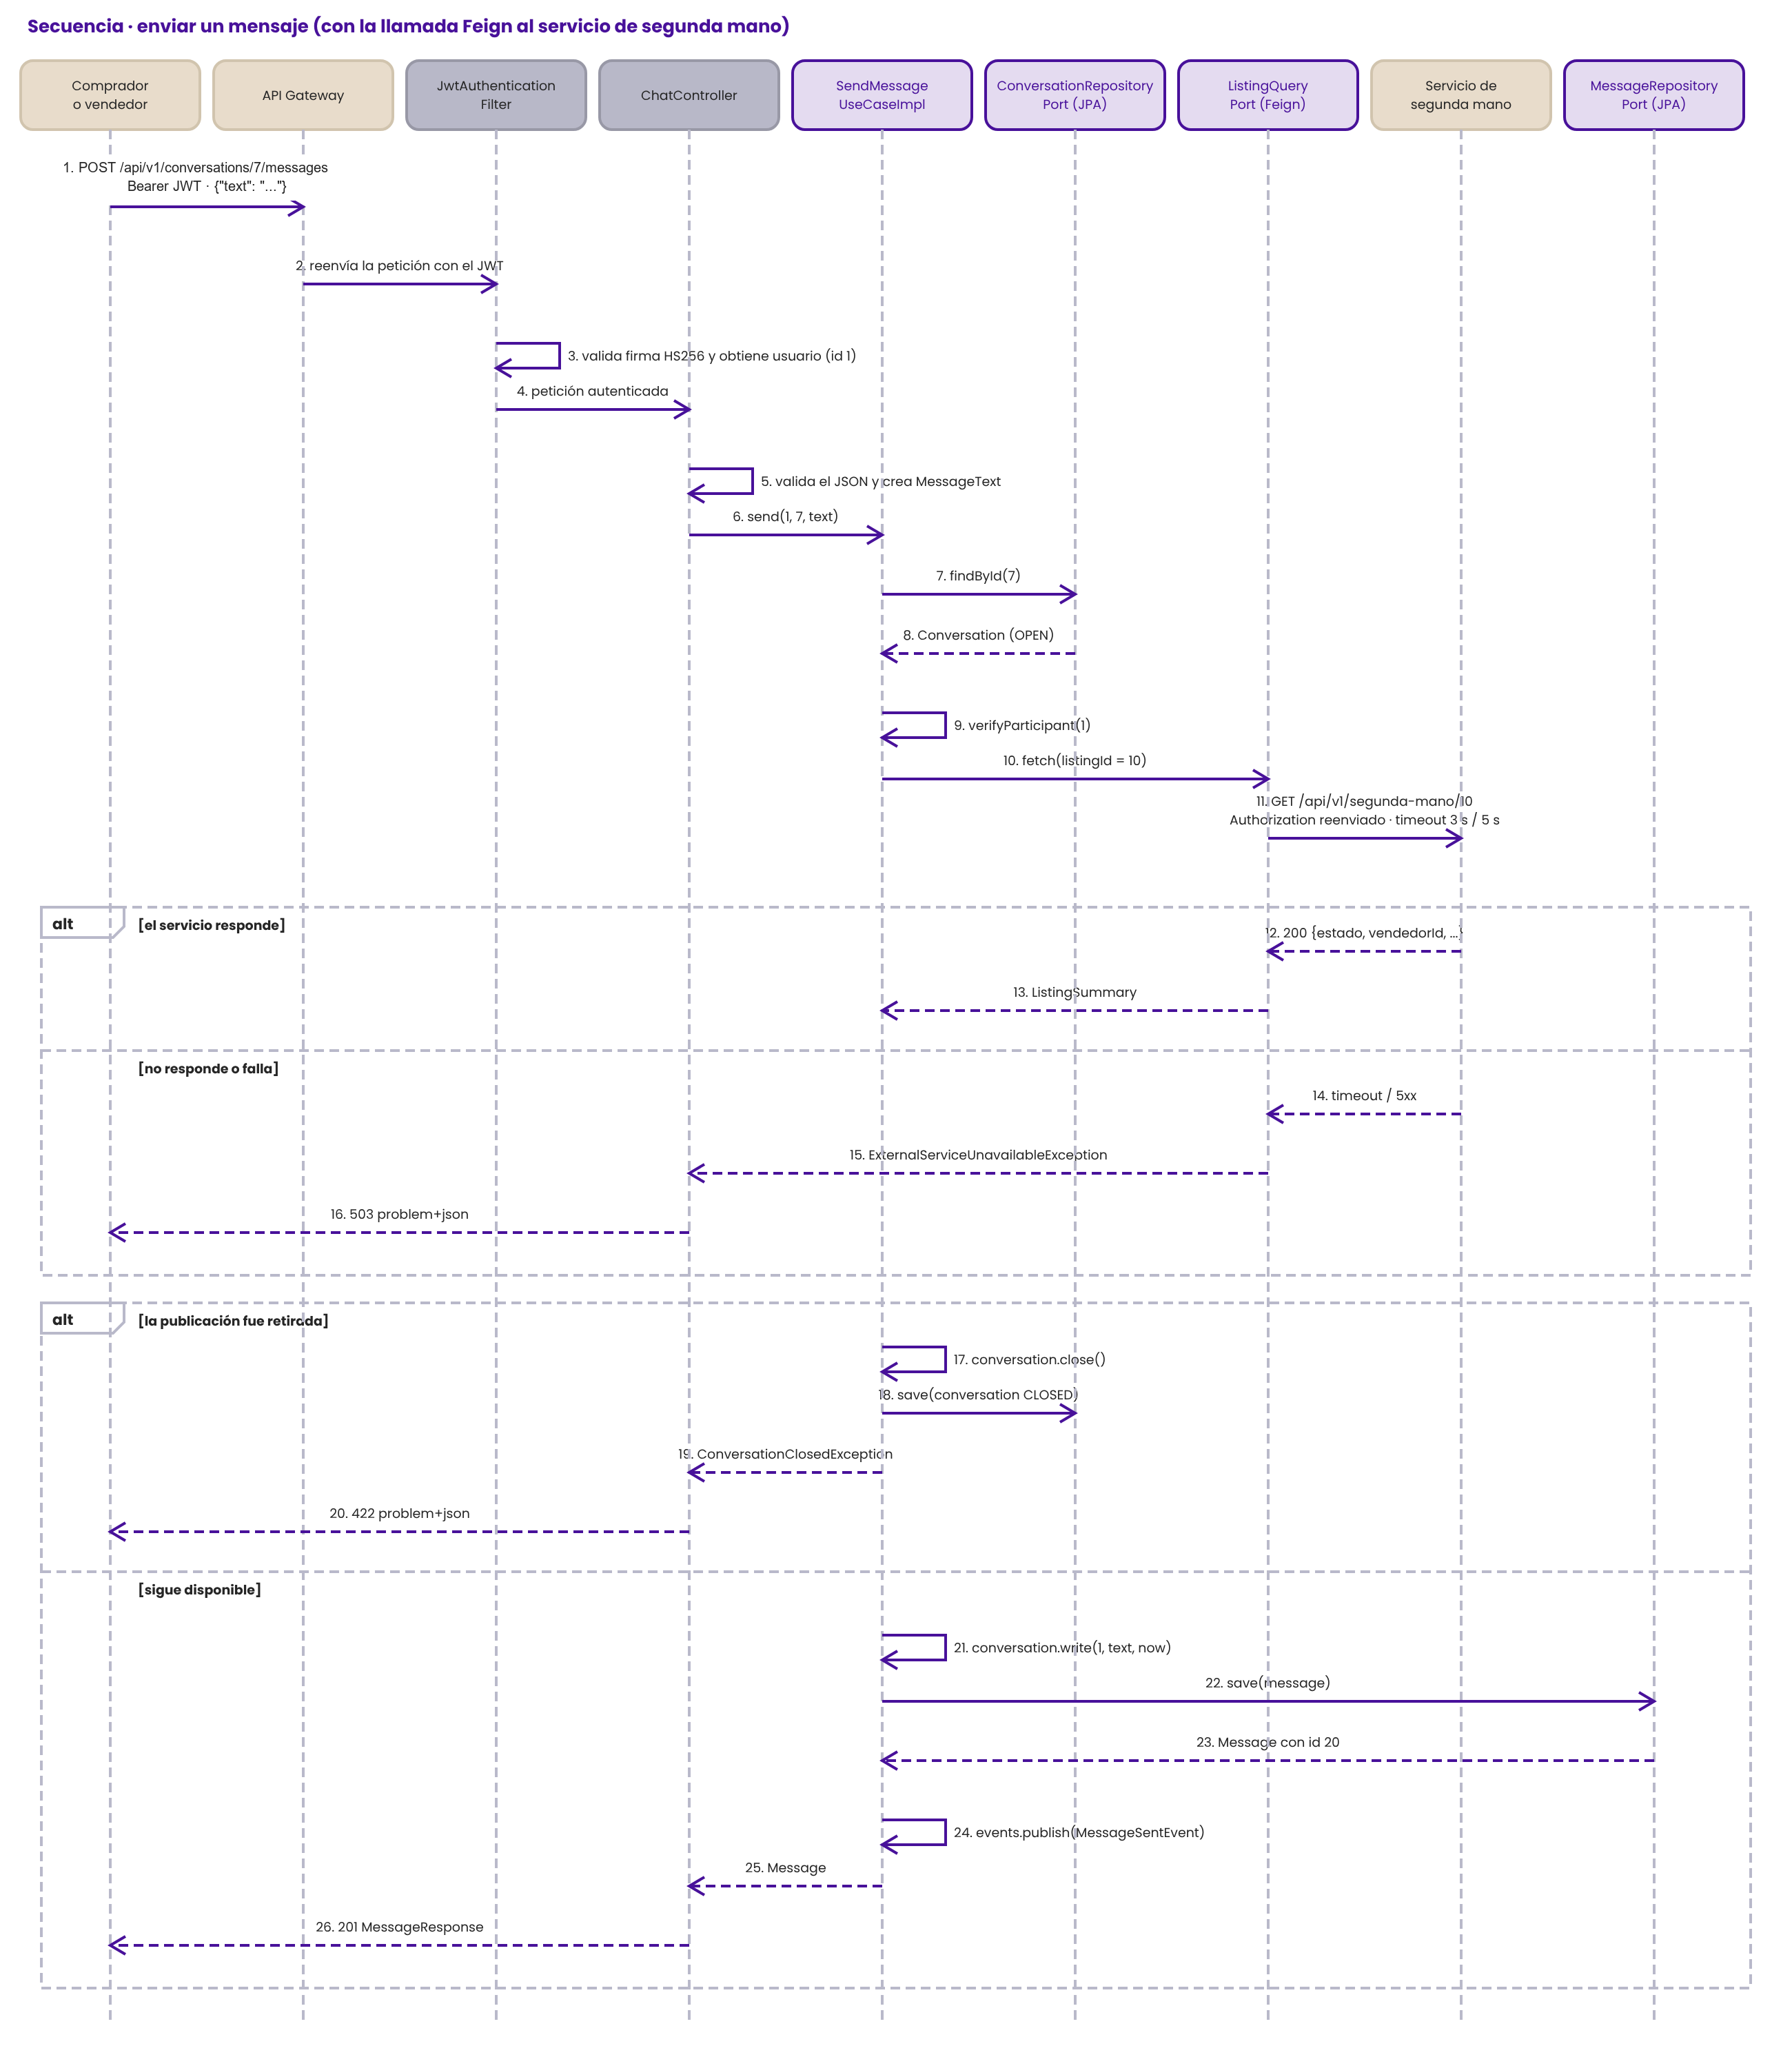 Secuencia · enviar un mensaje (con la llamada Feign al servicio de segunda mano)
Comprador
o vendedor
API Gateway
JwtAuthentication
Filter
ChatController
SendMessage
UseCaseImpl
ConversationRepository
Port (JPA)
ListingQuery
Port (Feign)
Servicio de
segunda mano
MessageRepository
Port (JPA)
1. POST /api/v1/conversations/7/messages
Bearer JWT · {"text": "..."}
2. reenvía la petición con el JWT
3. valida firma HS256 y obtiene usuario (id 1)
4. petición autenticada
5. valida el JSON y crea MessageText
6. send(1, 7, text)
7. findById(7)
8. Conversation (OPEN)
9. verifyParticipant(1)
10. fetch(listingId = 10)
11. GET /api/v1/segunda-mano/10
Authorization reenviado · timeout 3 s / 5 s
alt
[el servicio responde]
12. 200 {estado, vendedorId, ...}
13. ListingSummary
[no responde o falla]
14. timeout / 5xx
15. ExternalServiceUnavailableException
16. 503 problem+json
alt
[la publicación fue retirada]
17. conversation.close()
18. save(conversation CLOSED)
19. ConversationClosedException
20. 422 problem+json
[sigue disponible]
21. conversation.write(1, text, now)
22. save(message)
23. Message con id 20
24. events.publish(MessageSentEvent)
25. Message
26. 201 MessageResponse